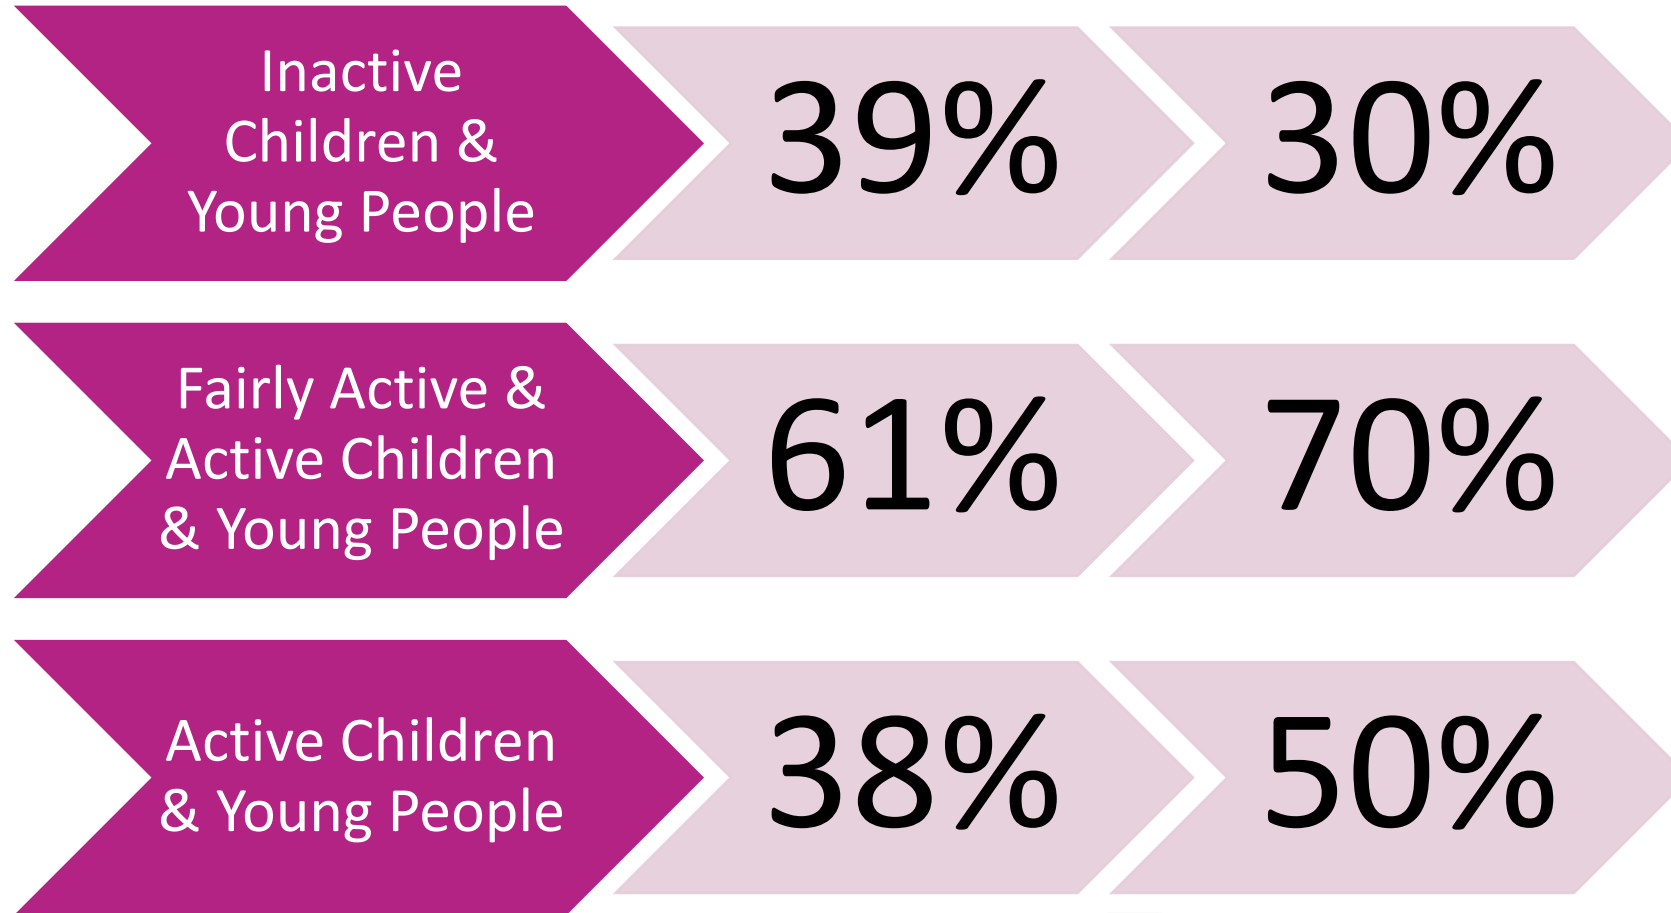 Inactive
Children &
Young People
39%
30%
Fairly Active &
Active Children
& Young People
61%
70%
Active Children
& Young People
38%
50%